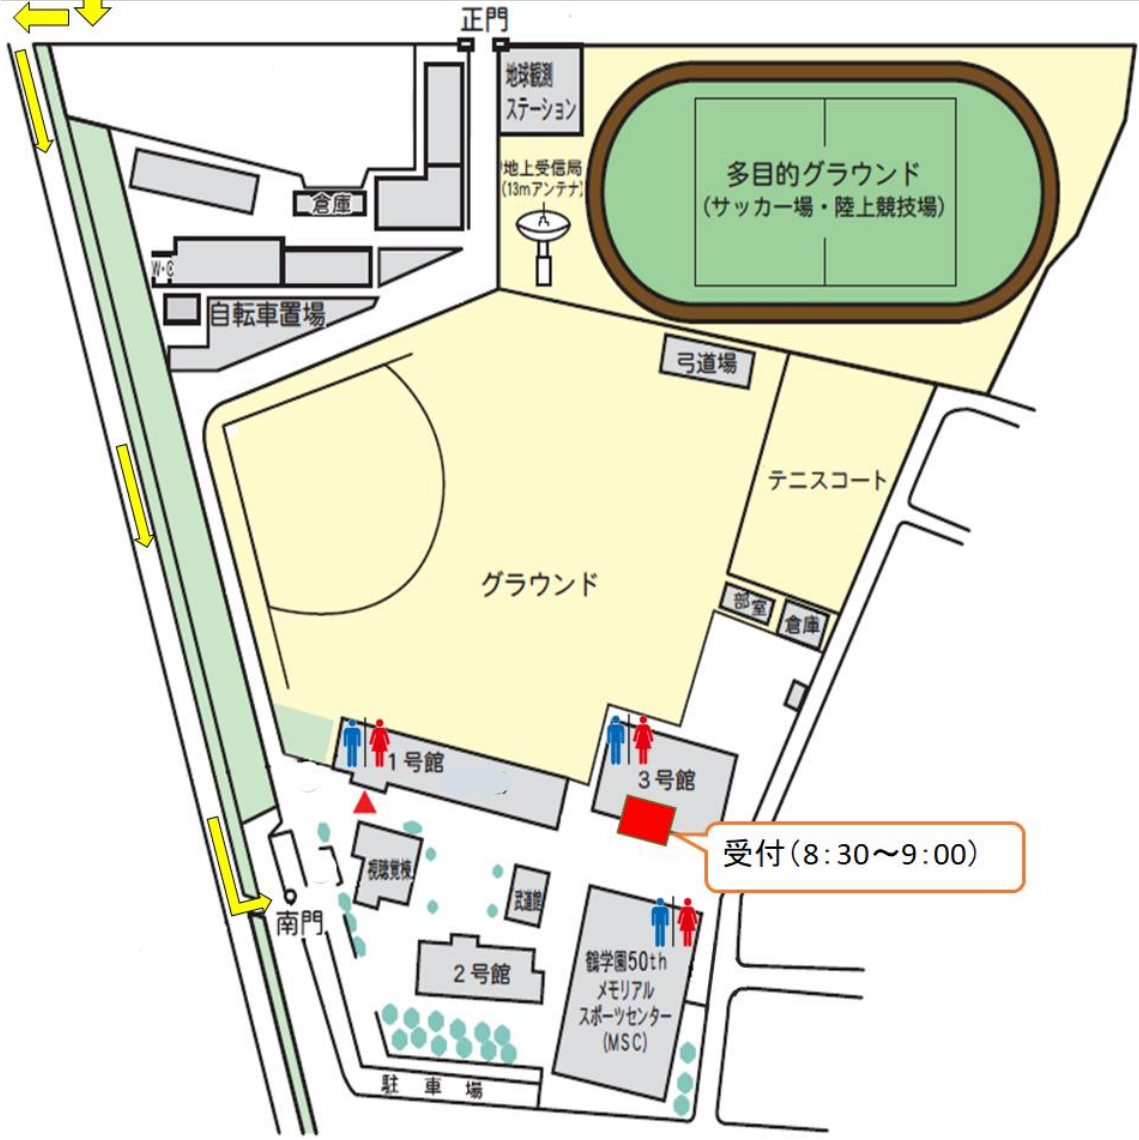 正門
地球観測
ステーション
地上受信局
(13mアンテナ)
多目的グラウンド
(サッカー場・陸上競技場)
倉庫
W・C
自転車置場
弓道場
テニスコート
グラウンド
部室
倉庫
1号館
3号館
受付(8:30～9:00)
視聴覚棟
武道館
南門
2号館
鶴学園50th
メモリアル
スポーツセンター
(MSC)
駐車場